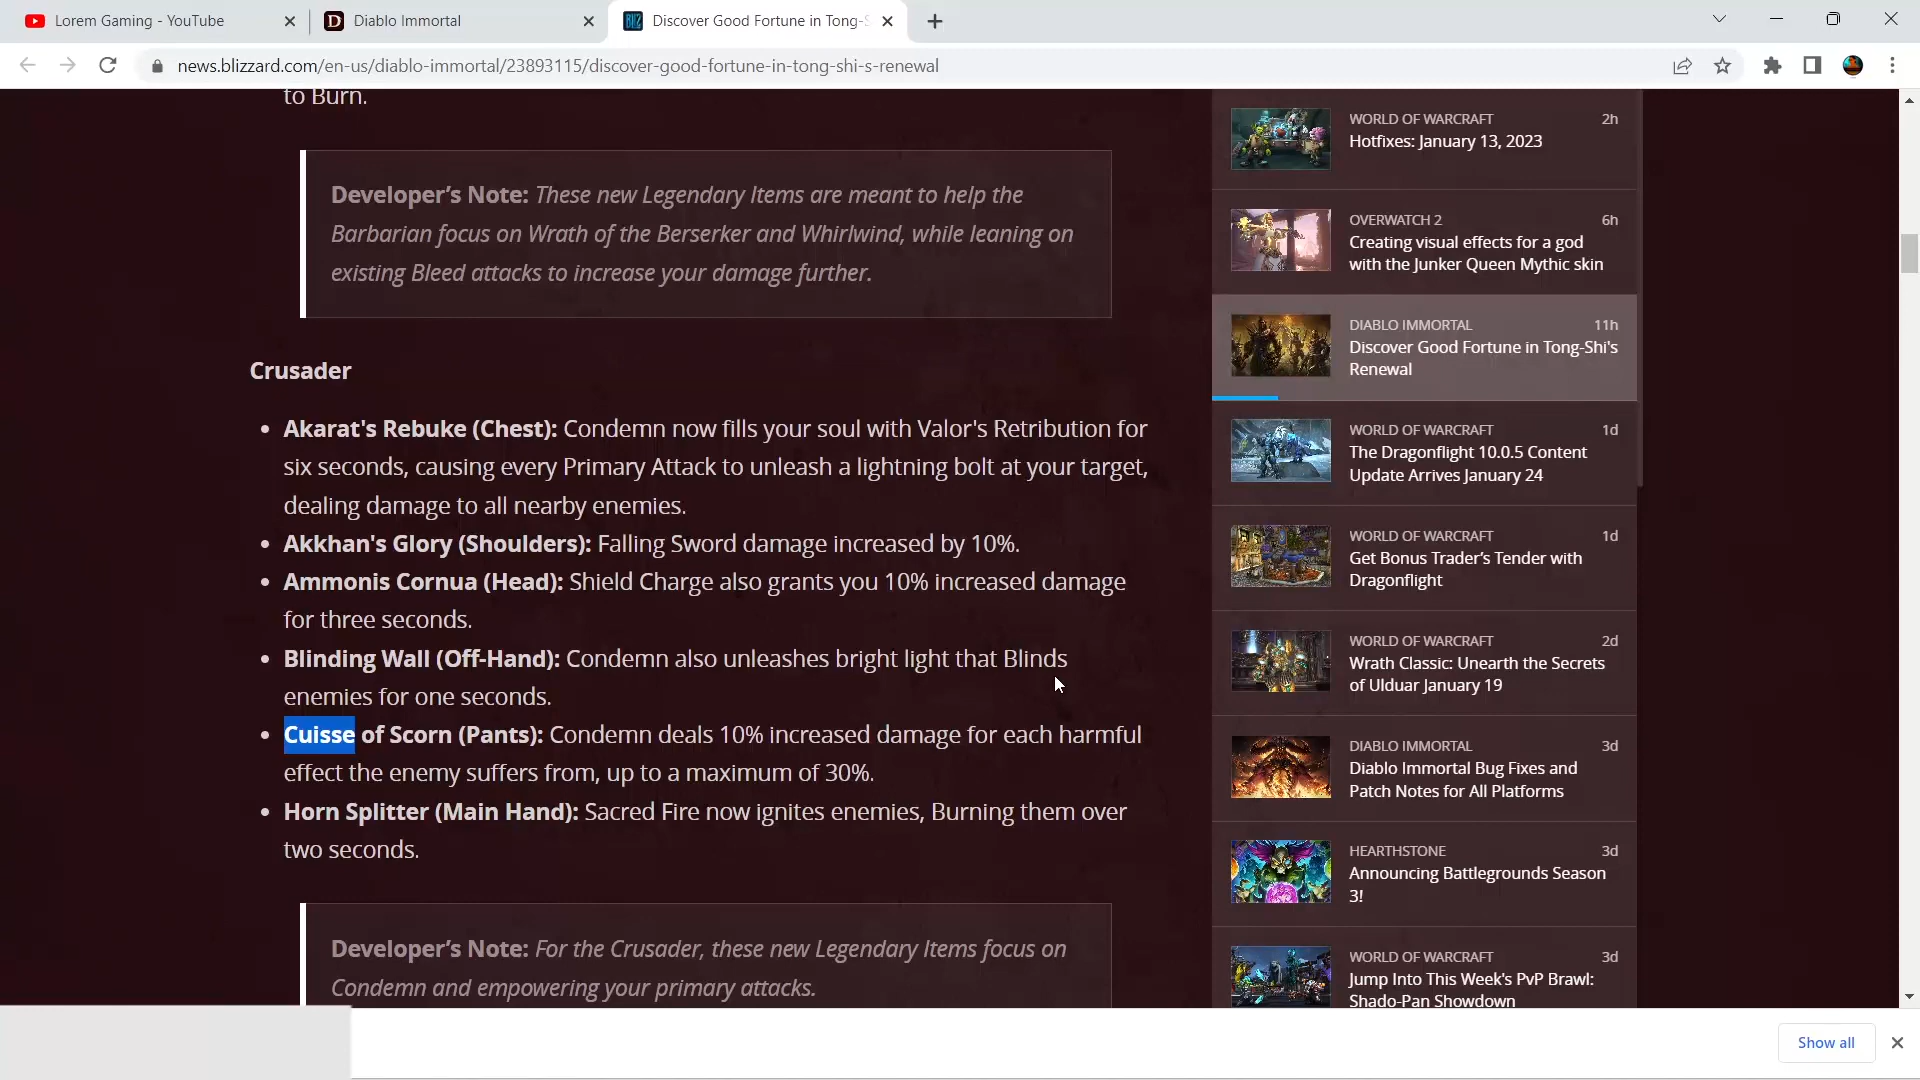 Lorem Gaming - YouTube
Diablo Immortal
Discover Good Fortune in Tong-S
news.blizzard.com/en-us/diablo-immortal/23893115/discover-good-fortune-in-tong-shi-s-renewal
to Burn.
Developer's Note: These new Legendary Items are meant to help the
Barbarian focus on Wrath of the Berserker and Whirlwind, while leaning on
existing Bleed attacks to increase your damage further.
Crusader
• Akarat's Rebuke (Chest): Condemn now fills your soul with Valor's Retribution for
six seconds, causing every Primary Attack to unleash a lightning bolt at your target,
dealing damage to all nearby enemies.
• Akkhan's Glory (Shoulders): Falling Sword damage increased by 10%.
• Ammonis Cornua (Head): Shield Charge also grants you 10% increased damage
for three seconds.
• Blinding Wall (Off-Hand): Condemn also unleashes bright light that Blinds
enemies for one seconds.
• Cuisse of Scorn (Pants): Condemn deals 10% increased damage for each harmful
effect the enemy suffers from, up to a maximum of 30%.
• Horn Splitter (Main Hand): Sacred Fire now ignites enemies, Burning them over
two seconds.
Developer's Note: For the Crusader, these new Legendary Items focus on
Condemn and empowering your primary attacks.
WORLD OF WARCRAFT 2h
Hotfixes: January 13, 2023
OVERWATCH 2 6h
Creating visual effects for a god
with the Junker Queen Mythic skin
DIABLO IMMORTAL 11h
Discover Good Fortune in Tong-Shi's
Renewal
WORLD OF WARCRAFT 1d
The Dragonflight 10.0.5 Content
Update Arrives January 24
WORLD OF WARCRAFT 1d
Get Bonus Trader's Tender with
Dragonflight
WORLD OF WARCRAFT 2d
Wrath Classic: Unearth the Secrets
of Ulduar January 19
DIABLO IMMORTAL 3d
Diablo Immortal Bug Fixes and
Patch Notes for All Platforms
HEARTHSTONE 3d
Announcing Battlegrounds Season
3!
WORLD OF WARCRAFT 3d
Jump Into This Week's PvP Brawl:
Shado-Pan Showdown
Show all